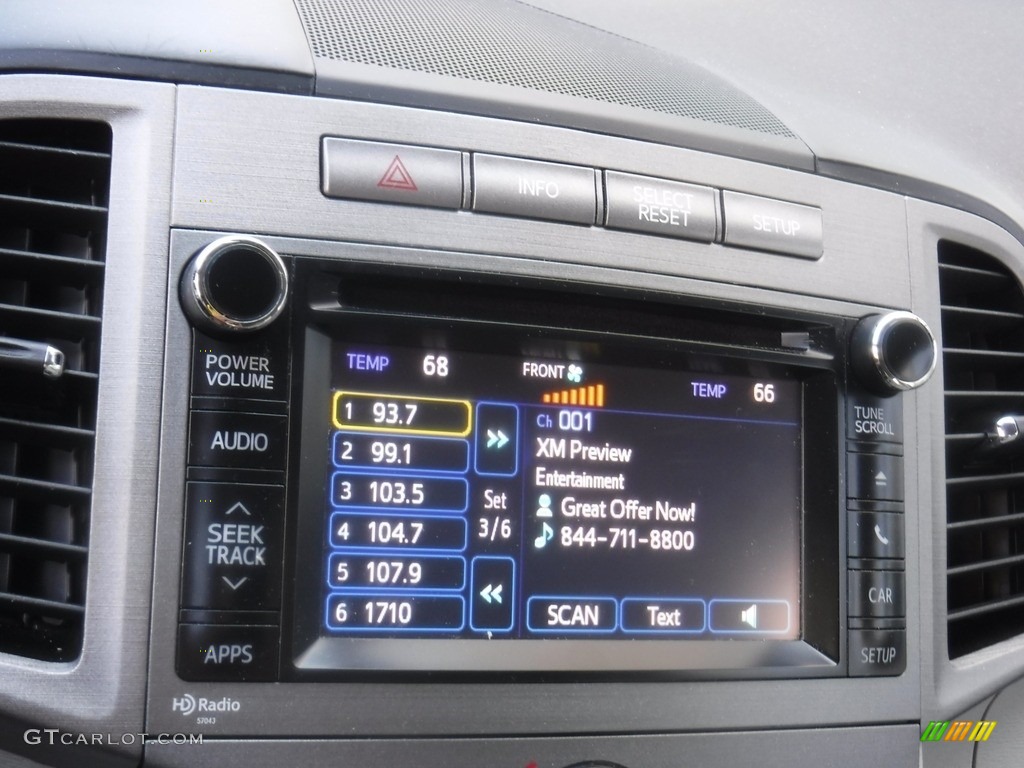 INFO
SELECT
RESET
SETUP
POWER
VOLUME
AUDIO
SEEK
TRACK
APPS
TEMP 68
FRONT
TEMP 66
1 93.7
2 99.1
3 103.5
4 104.7
5 107.9
6 1710
Set
3/6
Ch 001
XM Preview
Entertainment
Great Offer Now!
844-711-8800
SCAN
Text
TUNE
SCROLL
CAR
SETUP
HD Radio
57043
GTcarlot.com